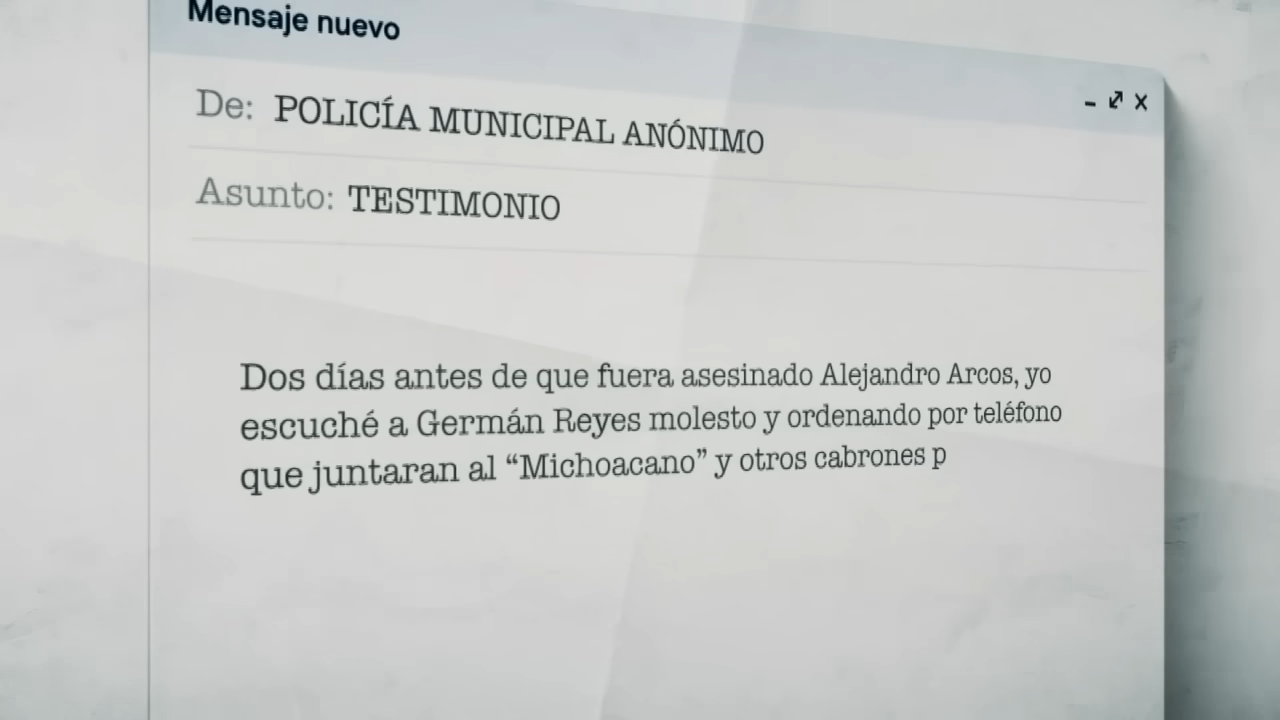 Mensaje nuevo
De: POLICÍA MUNICIPAL ANÓNIMO
Asunto: TESTIMONIO
Dos días antes de que fuera asesinado Alejandro Arcos, yo
escuché a Germán Reyes molesto y ordenando por teléfono
que juntaran al “Michoacano” y otros cabrones p